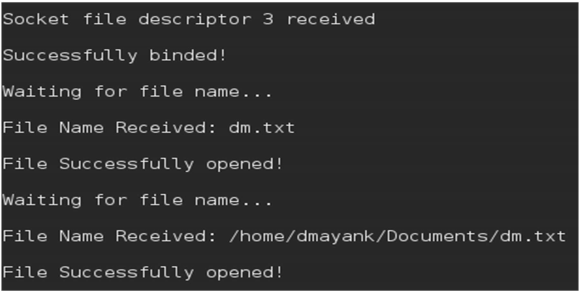 Socket file descriptor 3 received
Successfully binded!
Waiting for file name...
File Name Received: dm.txt
File Successfully opened!
Waiting for file name...
File Name Received: /home/dmayank/Documents/dm.txt
File Successfully opened!